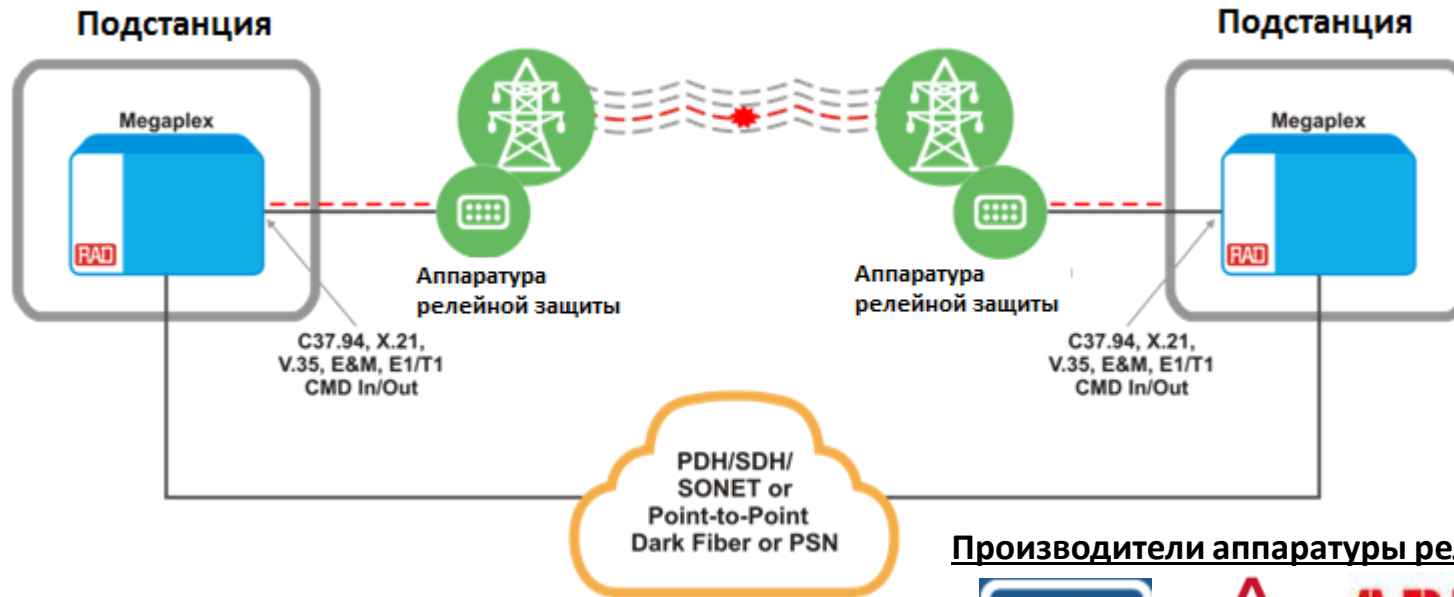 Подстанция
Подстанция
Megaplex
Megaplex
RAD
RAD
Аппаратура
релейной защиты
Аппаратура
релейной защиты
C37.94, X.21,
V.35, E&M, E1/T1
CMD In/Out
C37.94, X.21,
V.35, E&M, E1/T1
CMD In/Out
PDH/SDH/
SONET or
Point-to-Point
Dark Fiber or PSN
Производители аппаратуры